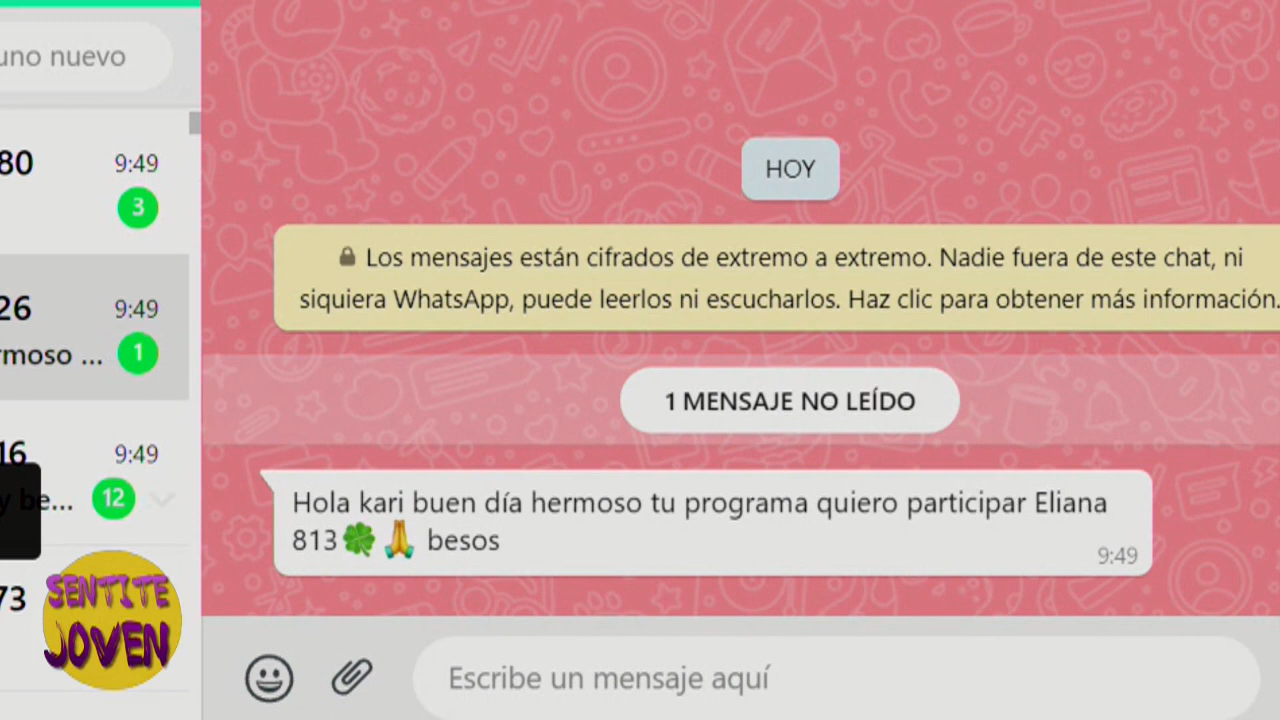 uno nuevo
80
9:49
3
26
9:49
rmoso ...
1
16
9:49
y be...
12
73
SENTITE
JOVEN
BFF
HOY
Los mensajes están cifrados de extremo a extremo. Nadie fuera de este chat, ni
siquiera WhatsApp, puede leerlos ni escucharlos. Haz clic para obtener más información.
1 MENSAJE NO LEÍDO
Hola kari buen día hermoso tu programa quiero participar Eliana
813🍀🙏 besos
9:49
Escribe un mensaje aquí